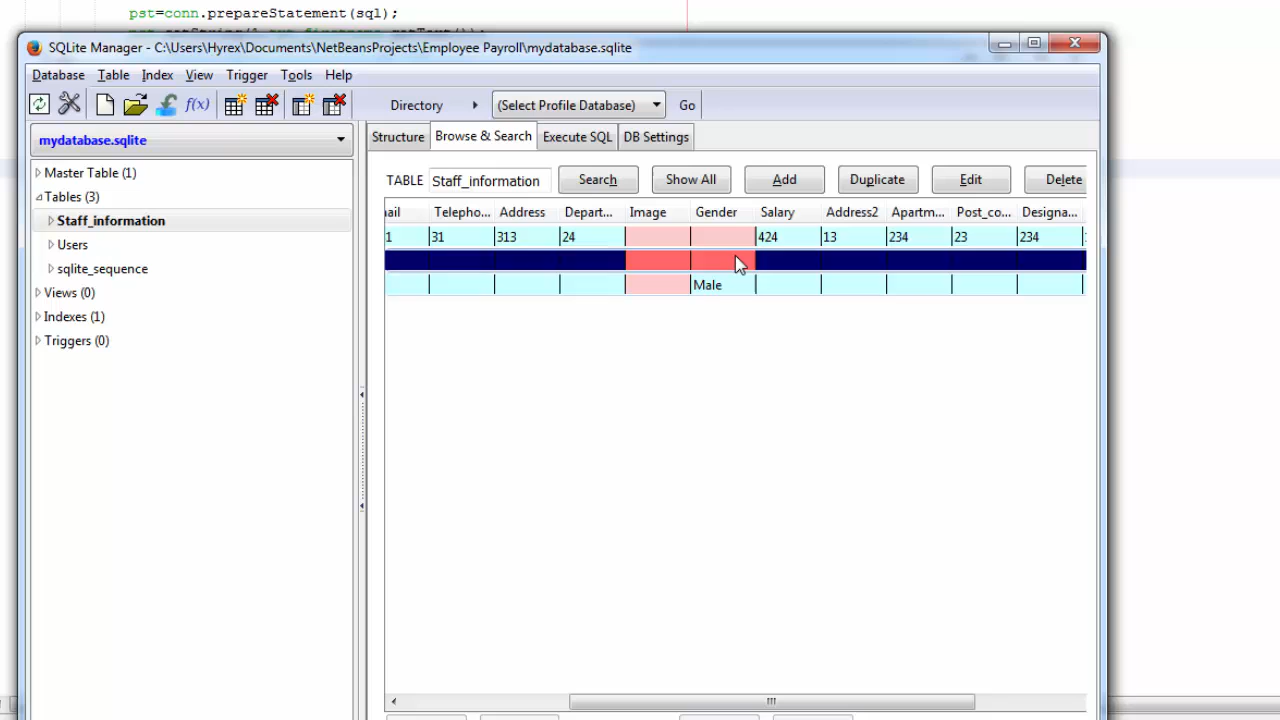 pst=conn.prepareStatement(sql);
SQLite Manager - C:\Users\Hyrex\Documents\NetBeansProjects\Employee Payroll\mydatabase.sqlite
Database Table Index View Trigger Tools Help
f(x) Directory (Select Profile Database) Go
mydatabase.sqlite
Structure Browse & Search Execute SQL DB Settings
Master Table (1)
Tables (3)
Staff_information
Users
sqlite_sequence
Views (0)
Indexes (1)
Triggers (0)
TABLE Staff_information Search Show All Add Duplicate Edit Delete
ail Telepho... Address Depart... Image Gender Salary Address2 Apartm... Post_co... Designa...
1 31 313 24 424 13 234 23 234
Male